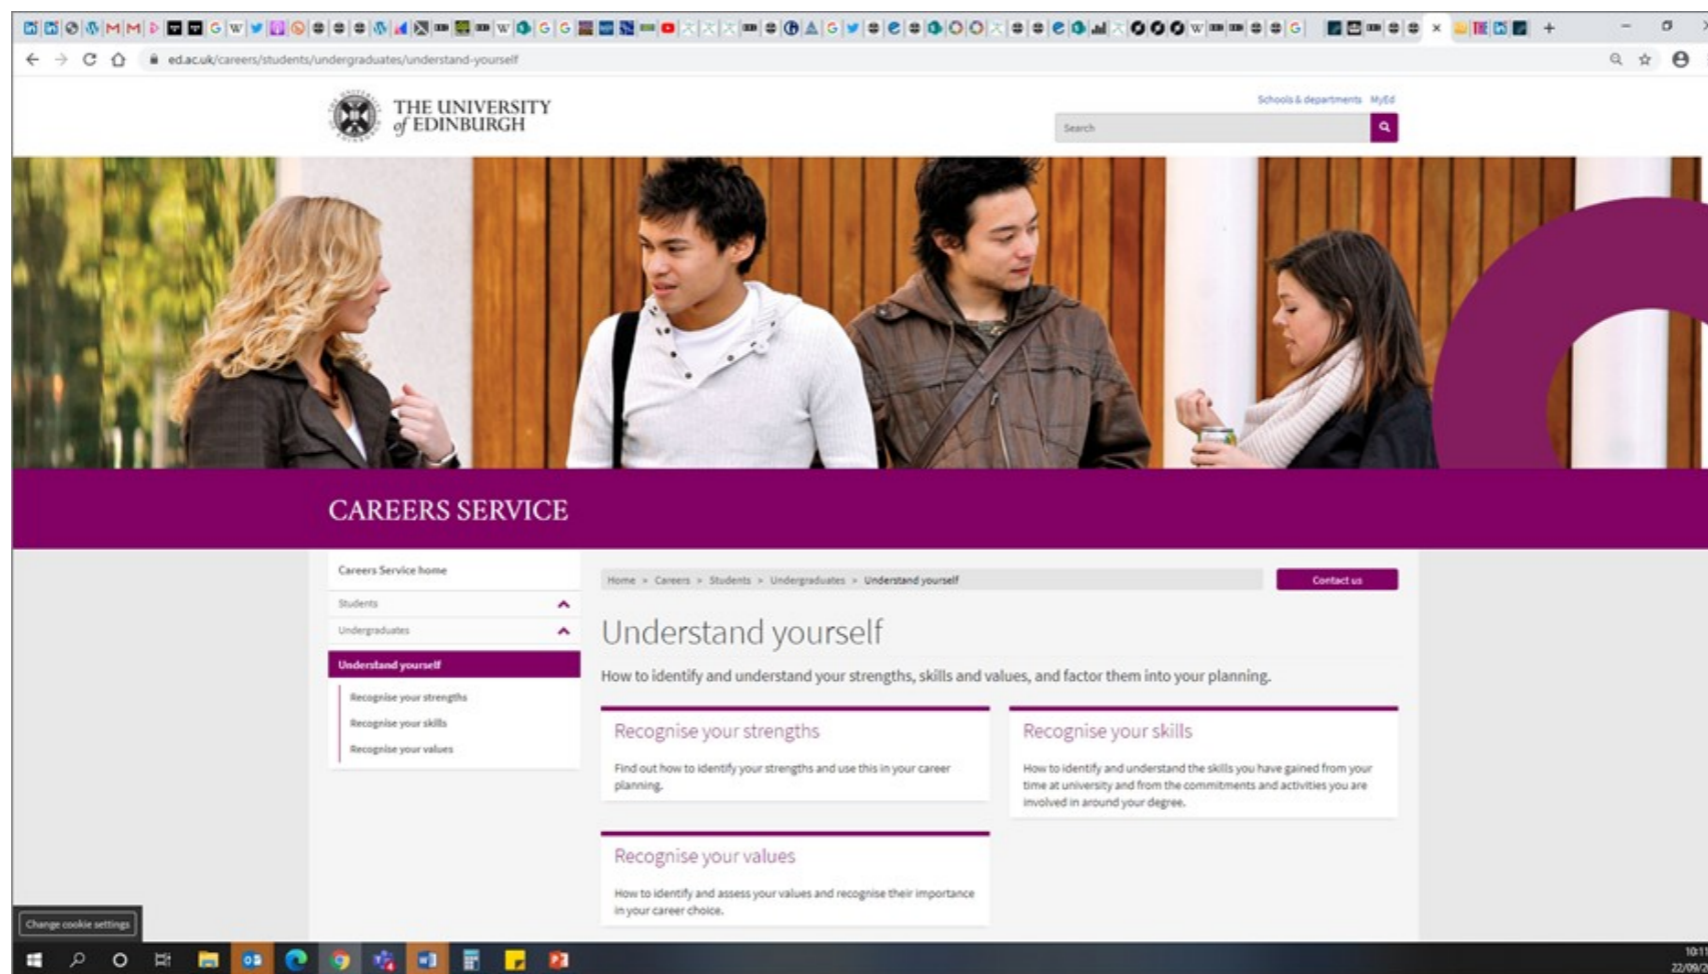 ed.ac.uk/careers/students/undergraduates/understand-yourself
THE UNIVERSITY
of EDINBURGH
Schools & departments MyEd
Search
CAREERS SERVICE
Careers Service home
Students
Undergraduates
Understand yourself
Recognise your strengths
Recognise your skills
Recognise your values
Home > Careers > Students > Undergraduates > Understand yourself
Contact us
Understand yourself
How to identify and understand your strengths, skills and values, and factor them into your planning.
Recognise your strengths
Find out how to identify your strengths and use this in your career
planning.
Recognise your skills
How to identify and understand the skills you have gained from your
time at university and from the commitments and activities you are
involved in around your degree.
Recognise your values
How to identify and assess your values and recognise their importance
in your career choice.
Change cookie settings
10:11